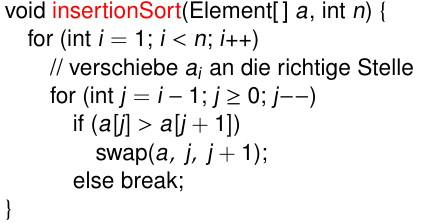 void insertionSort(Element[ ] a, int n) {
for (int i = 1; i < n; i++)
// verschiebe aᵢ an die richtige Stelle
for (int j = i − 1; j ≥ 0; j−−)
if (a[j] > a[j + 1])
swap(a, j, j + 1);
else break;
}